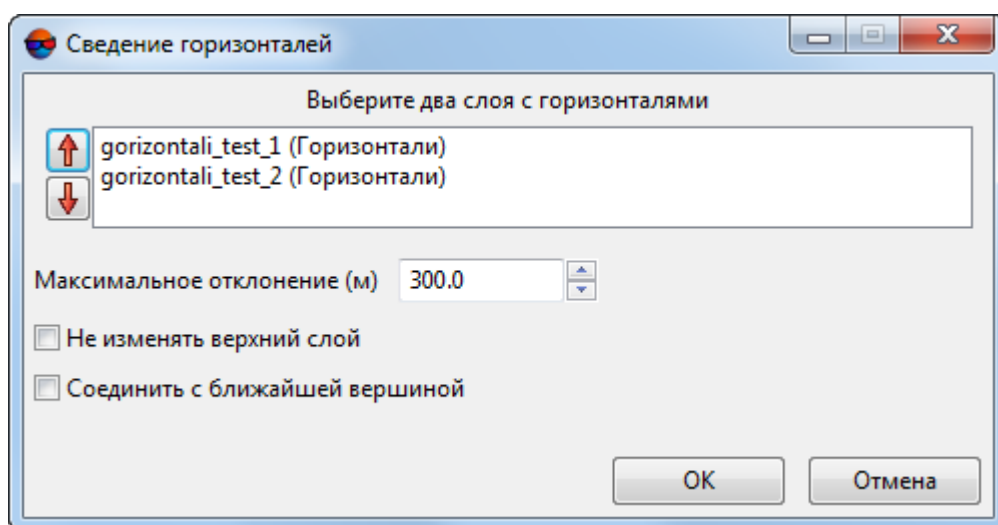 Сведение горизонталей
Выберите два слоя с горизонталями
gorizontali_test_1 (Горизонтали)
gorizontali_test_2 (Горизонтали)
Максимальное отклонение (м) 300.0
Не изменять верхний слой
Соединить с ближайшей вершиной
OK Отмена